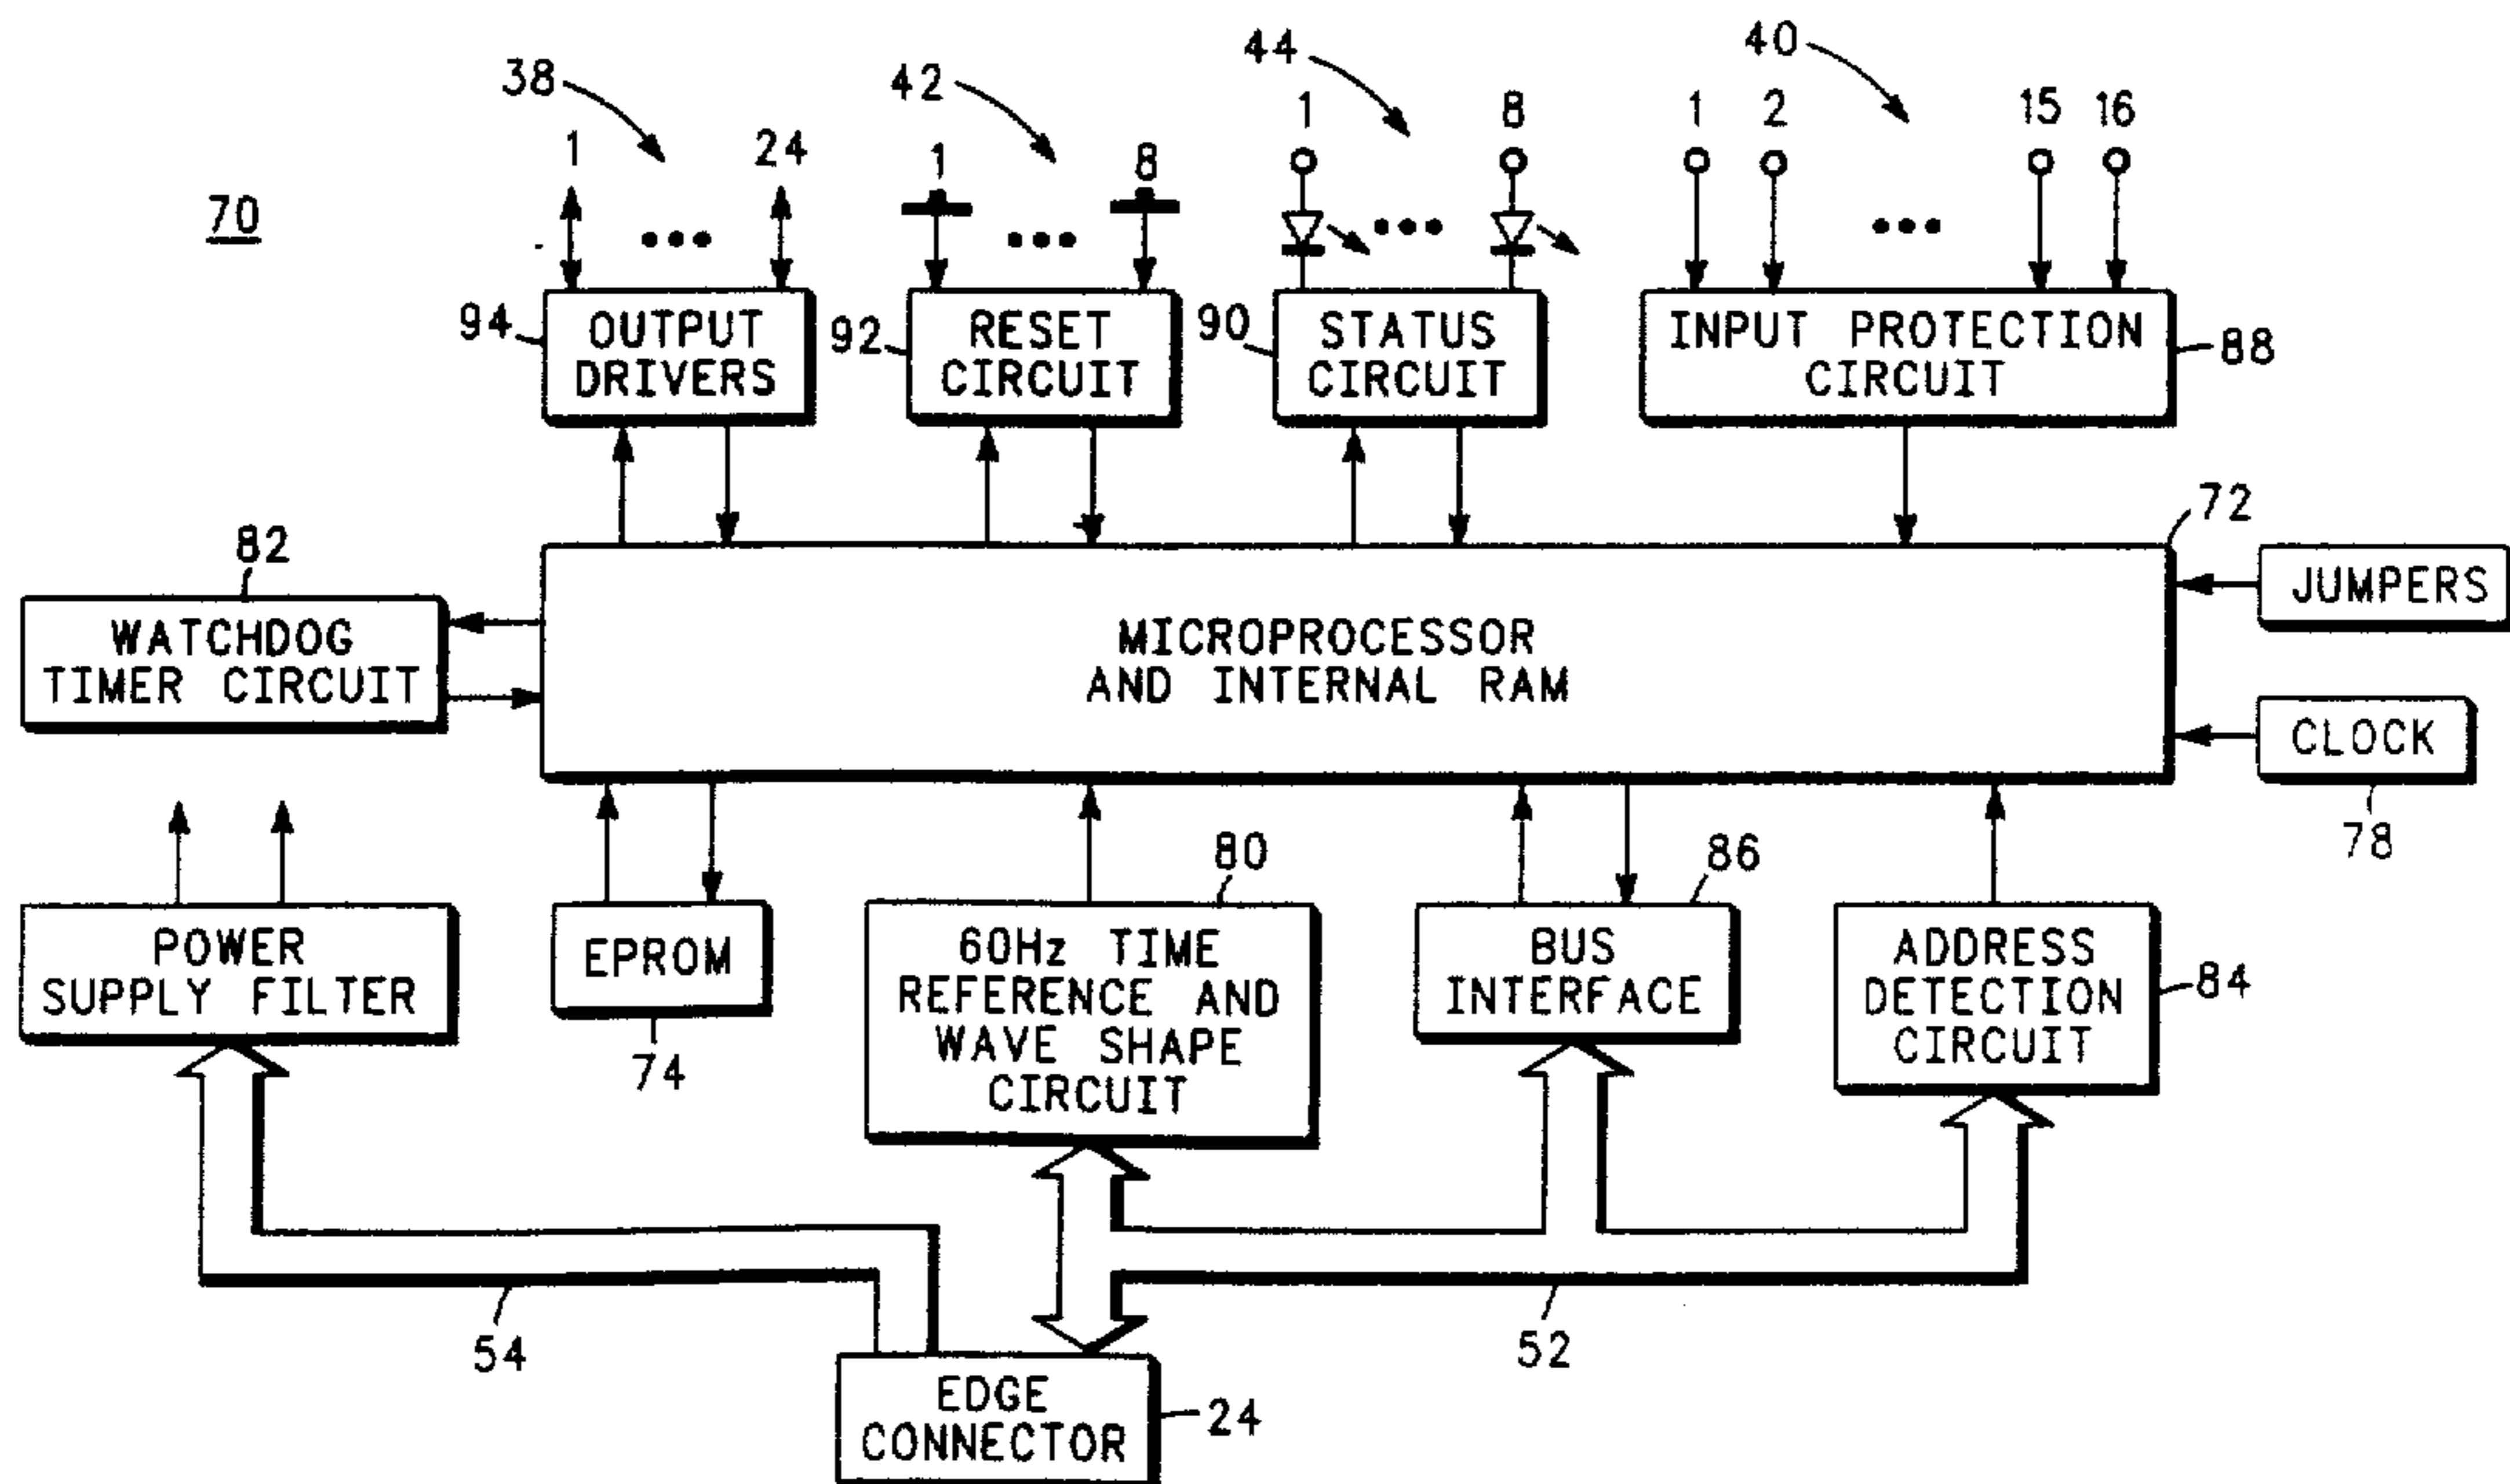 38
42
44
40
1
24
1
8
1
8
1
2
15
16
70
94
OUTPUT
DRIVERS
92
RESET
CIRCUIT
90
STATUS
CIRCUIT
INPUT PROTECTION
CIRCUIT
88
72
82
WATCHDOG
TIMER CIRCUIT
MICROPROCESSOR
AND INTERNAL RAM
JUMPERS
CLOCK
78
POWER
SUPPLY FILTER
EPROM
74
80
60Hz TIME
REFERENCE AND
WAVE SHAPE
CIRCUIT
86
BUS
INTERFACE
ADDRESS
DETECTION
CIRCUIT
84
54
52
EDGE
CONNECTOR
24